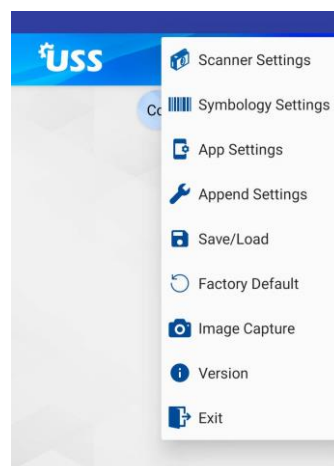 USS
Scanner Settings
Symbology Settings
App Settings
Append Settings
Save/Load
Factory Default
Image Capture
Version
Exit